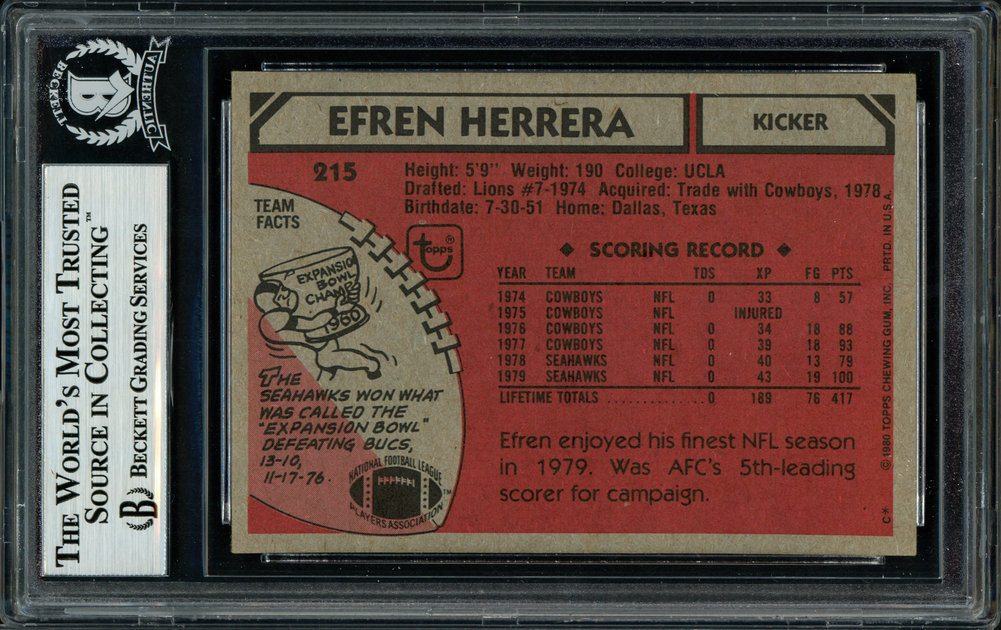 BECKETT
AUTHENTIC
THE WORLD'S MOST TRUSTED
SOURCE IN COLLECTING™
BECKETT GRADING SERVICES
EFREN HERRERA
KICKER
215
Height: 5'9" Weight: 190 College: UCLA
Drafted: Lions #7-1974 Acquired: Trade with Cowboys, 1978
Birthdate: 7-30-51 Home: Dallas, Texas
TEAM
FACTS
topps®
EXPANSION
BOWL
CHAMP
1960
THE
SEAHAWKS WON WHAT
WAS CALLED THE
"EXPANSION BOWL"
DEFEATING BUCS,
13-10,
11-17-76.
NATIONAL FOOTBALL LEAGUE
PLAYERS ASSOCIATION™
◆ SCORING RECORD ◆
YEAR TEAM TDS XP FG PTS
1974 COWBOYS NFL 0 33 8 57
1975 COWBOYS NFL INJURED
1976 COWBOYS NFL 0 34 18 88
1977 COWBOYS NFL 0 39 18 93
1978 SEAHAWKS NFL 0 40 13 79
1979 SEAHAWKS NFL 0 43 19 100
LIFETIME TOTALS .............. 0 189 76 417
Efren enjoyed his finest NFL season
in 1979. Was AFC's 5th-leading
scorer for campaign.
© 1980 TOPPS CHEWING GUM, INC. PRTD. IN U.S.A.
C*